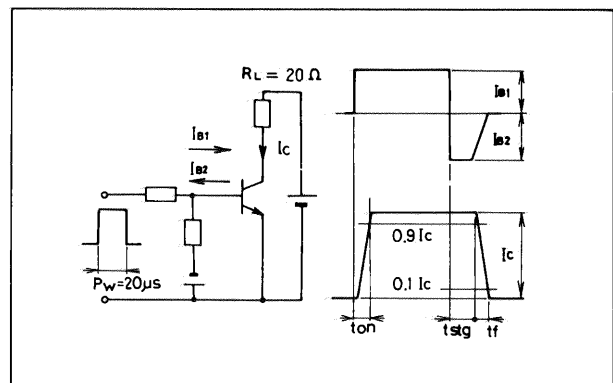 RL = 20 Ω
IB1
IB2
Ic
PW=20μs
IB1
IB2
0.9 Ic
Ic
0.1 Ic
ton
tstg
tf